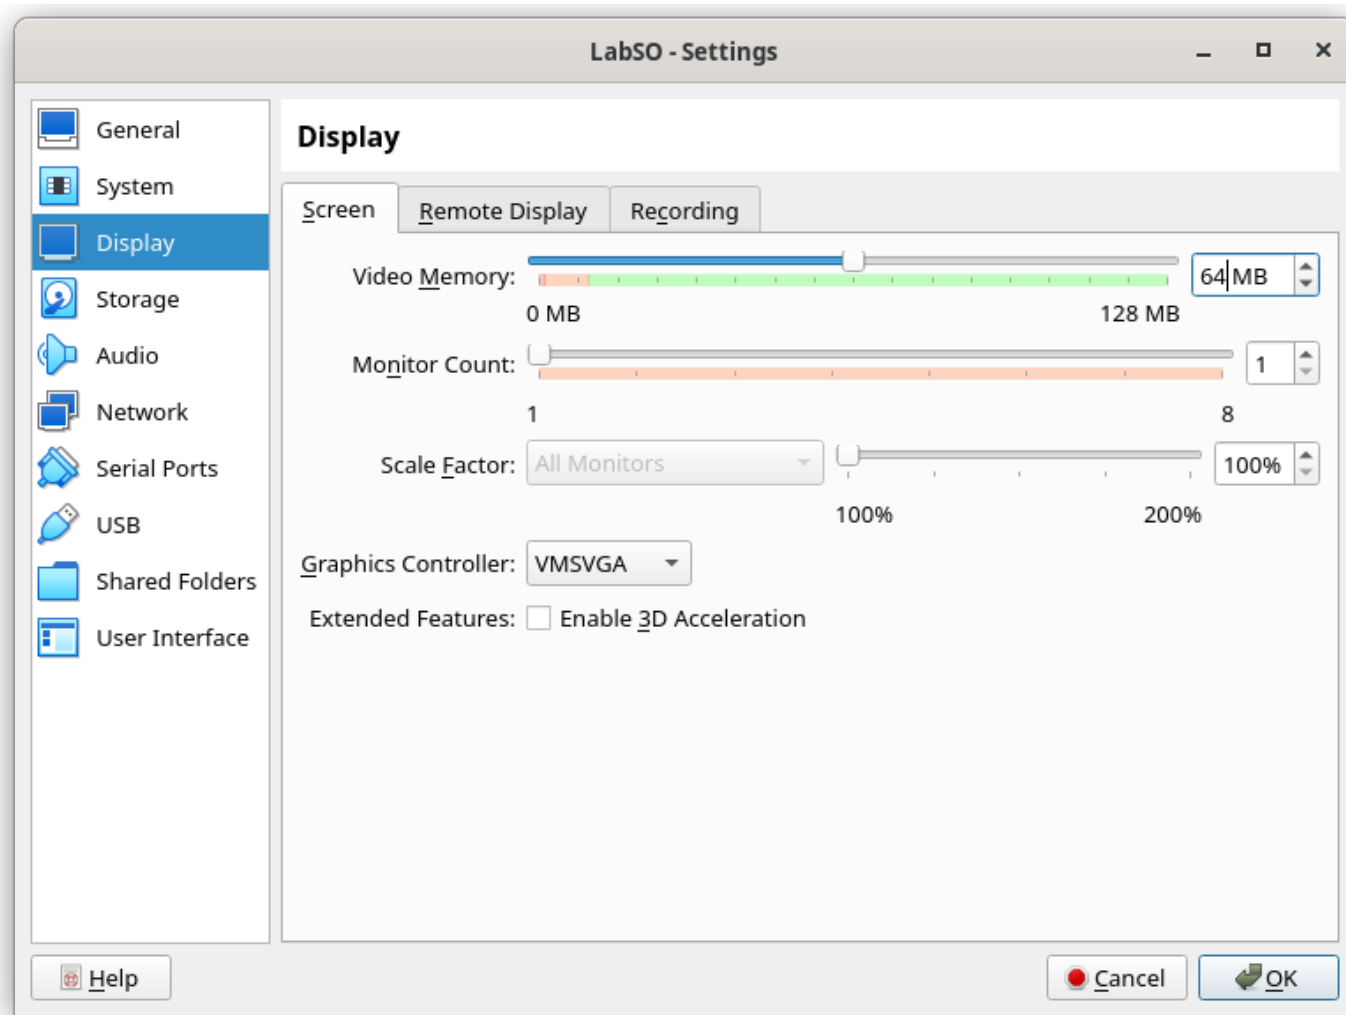 LabSO - Settings
General
System
Display
Storage
Audio
Network
Serial Ports
USB
Shared Folders
User Interface
Display
Screen
Remote Display
Recording
Video Memory:
64 MB
0 MB
128 MB
Monitor Count:
1
1
8
Scale Factor:
All Monitors
100%
100%
200%
Graphics Controller:
VMSVGA
Extended Features:
Enable 3D Acceleration
Help
Cancel
OK